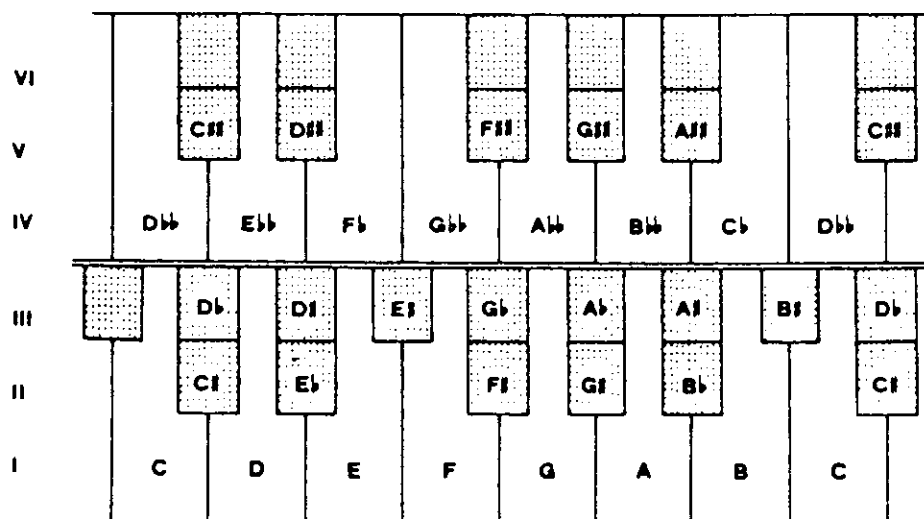 VI
V C♯♯ D♯♯ F♯♯ G♯♯ A♯♯ C♯♯
IV D♭♭ E♭♭ F♭ G♭♭ A♭♭ B♭♭ C♭ D♭♭
III D♭ D♯ E♯ G♭ A♭ A♯ B♯ D♭
II C♯ E♭ F♯ G♯ B♭ C♯
I C D E F G A B C